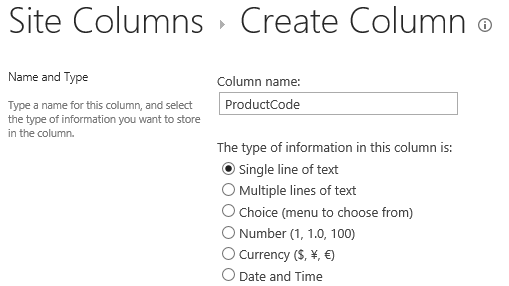 Site Columns › Create Column
Name and Type
Type a name for this column, and select
the type of information you want to store
in the column.
Column name:
ProductCode
The type of information in this column is:
Single line of text
Multiple lines of text
Choice (menu to choose from)
Number (1, 1.0, 100)
Currency ($, ¥, €)
Date and Time